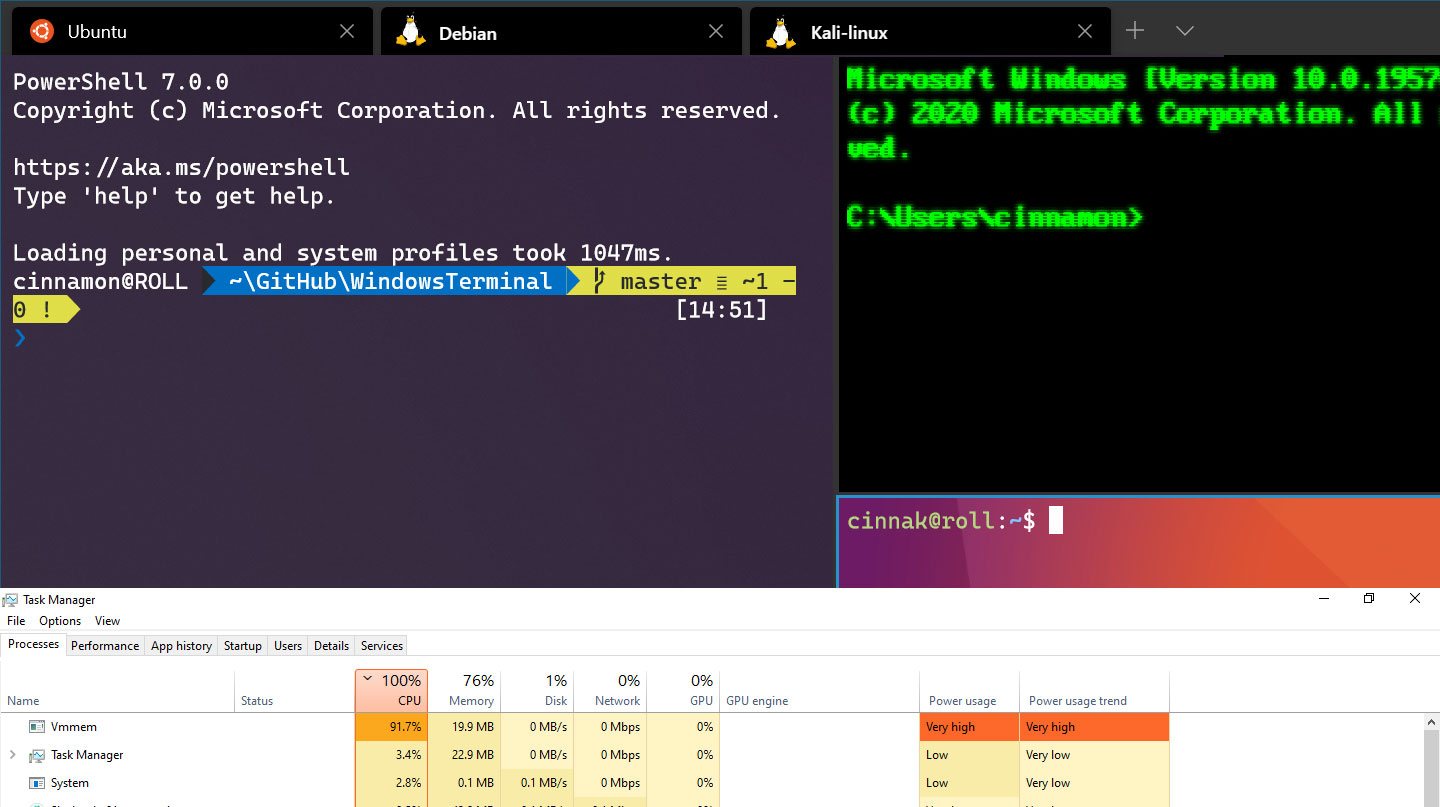 Ubuntu
Debian
Kali-linux
PowerShell 7.0.0
Copyright (c) Microsoft Corporation. All rights reserved.
https://aka.ms/powershell
Type 'help' to get help.
Loading personal and system profiles took 1047ms.
cinnamon@ROLL ~\GitHub\WindowsTerminal master ≡ ~1 -
0 ! [14:51]
❯
Microsoft Windows [Version 10.0.1957
(c) 2020 Microsoft Corporation. All
ved.
C:\Users\cinnamon>
cinnak@roll:~$
Task Manager
File Options View
Processes Performance App history Startup Users Details Services
100% 76% 1% 0% 0%
Name Status CPU Memory Disk Network GPU GPU engine Power usage Power usage trend
Vmmem 91.7% 19.9 MB 0 MB/s 0 Mbps 0% Very high Very high
Task Manager 3.4% 22.9 MB 0 MB/s 0 Mbps 0% Low Very low
System 2.8% 0.1 MB 0.1 MB/s 0 Mbps 0% Low Very low